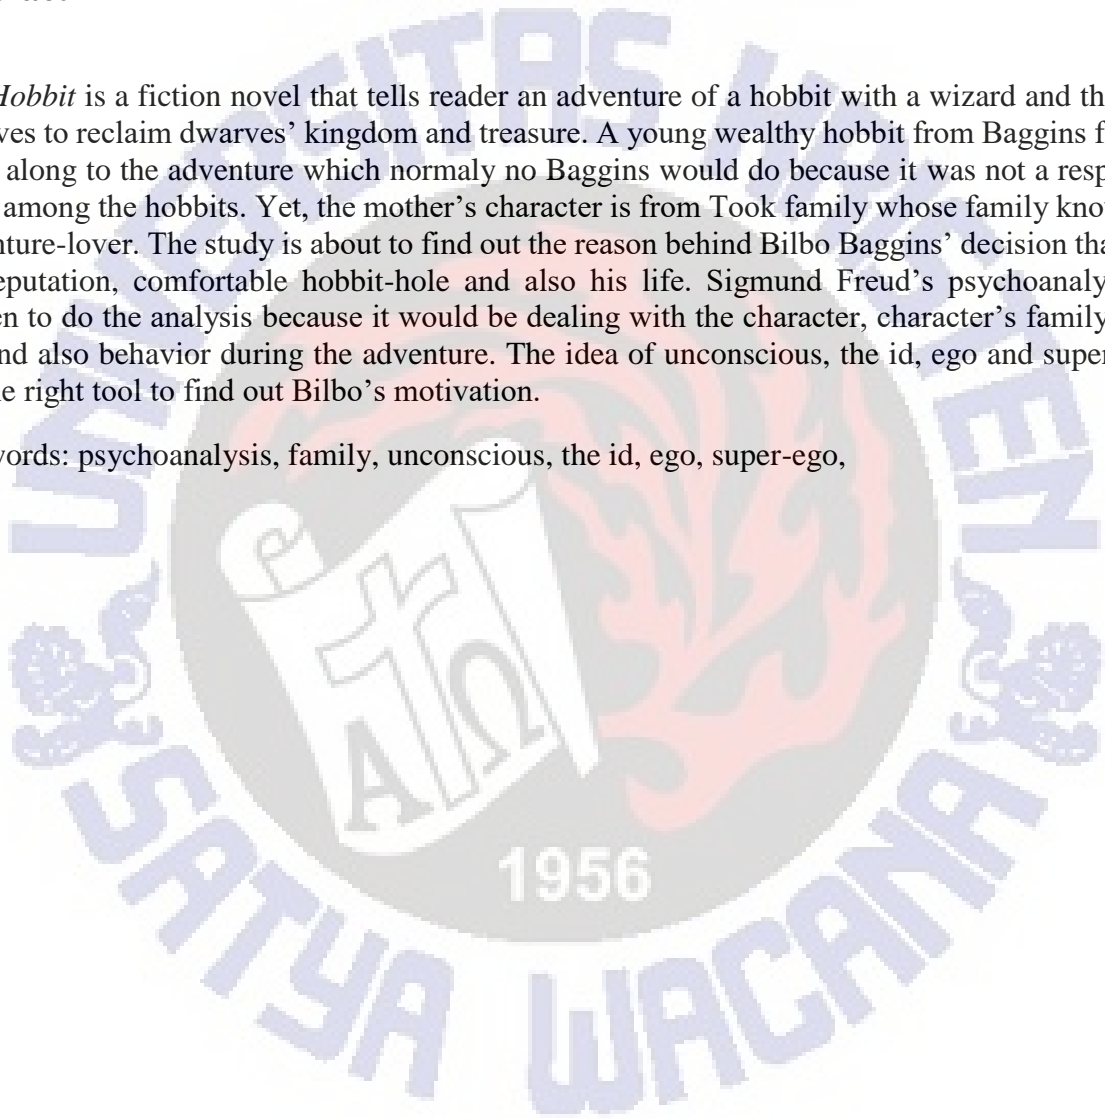 Hobbit is a fiction novel that tells reader an adventure of a hobbit with a wizard and th
ves to reclaim dwarves’ kingdom and treasure. A young wealthy hobbit from Baggins f
along to the adventure which normaly no Baggins would do because it was not a resp
among the hobbits. Yet, the mother’s character is from Took family whose family kno
nture-lover. The study is about to find out the reason behind Bilbo Baggins’ decision tha
eputation, comfortable hobbit-hole and also his life. Sigmund Freud’s psychoanaly
en to do the analysis because it would be dealing with the character, character’s family
nd also behavior during the adventure. The idea of unconscious, the id, ego and super
e right tool to find out Bilbo’s motivation.
words: psychoanalysis, family, unconscious, the id, ego, super-ego,
UNIVERSITAS KRISTEN
ΑΩ
1956
SATYA WACANA